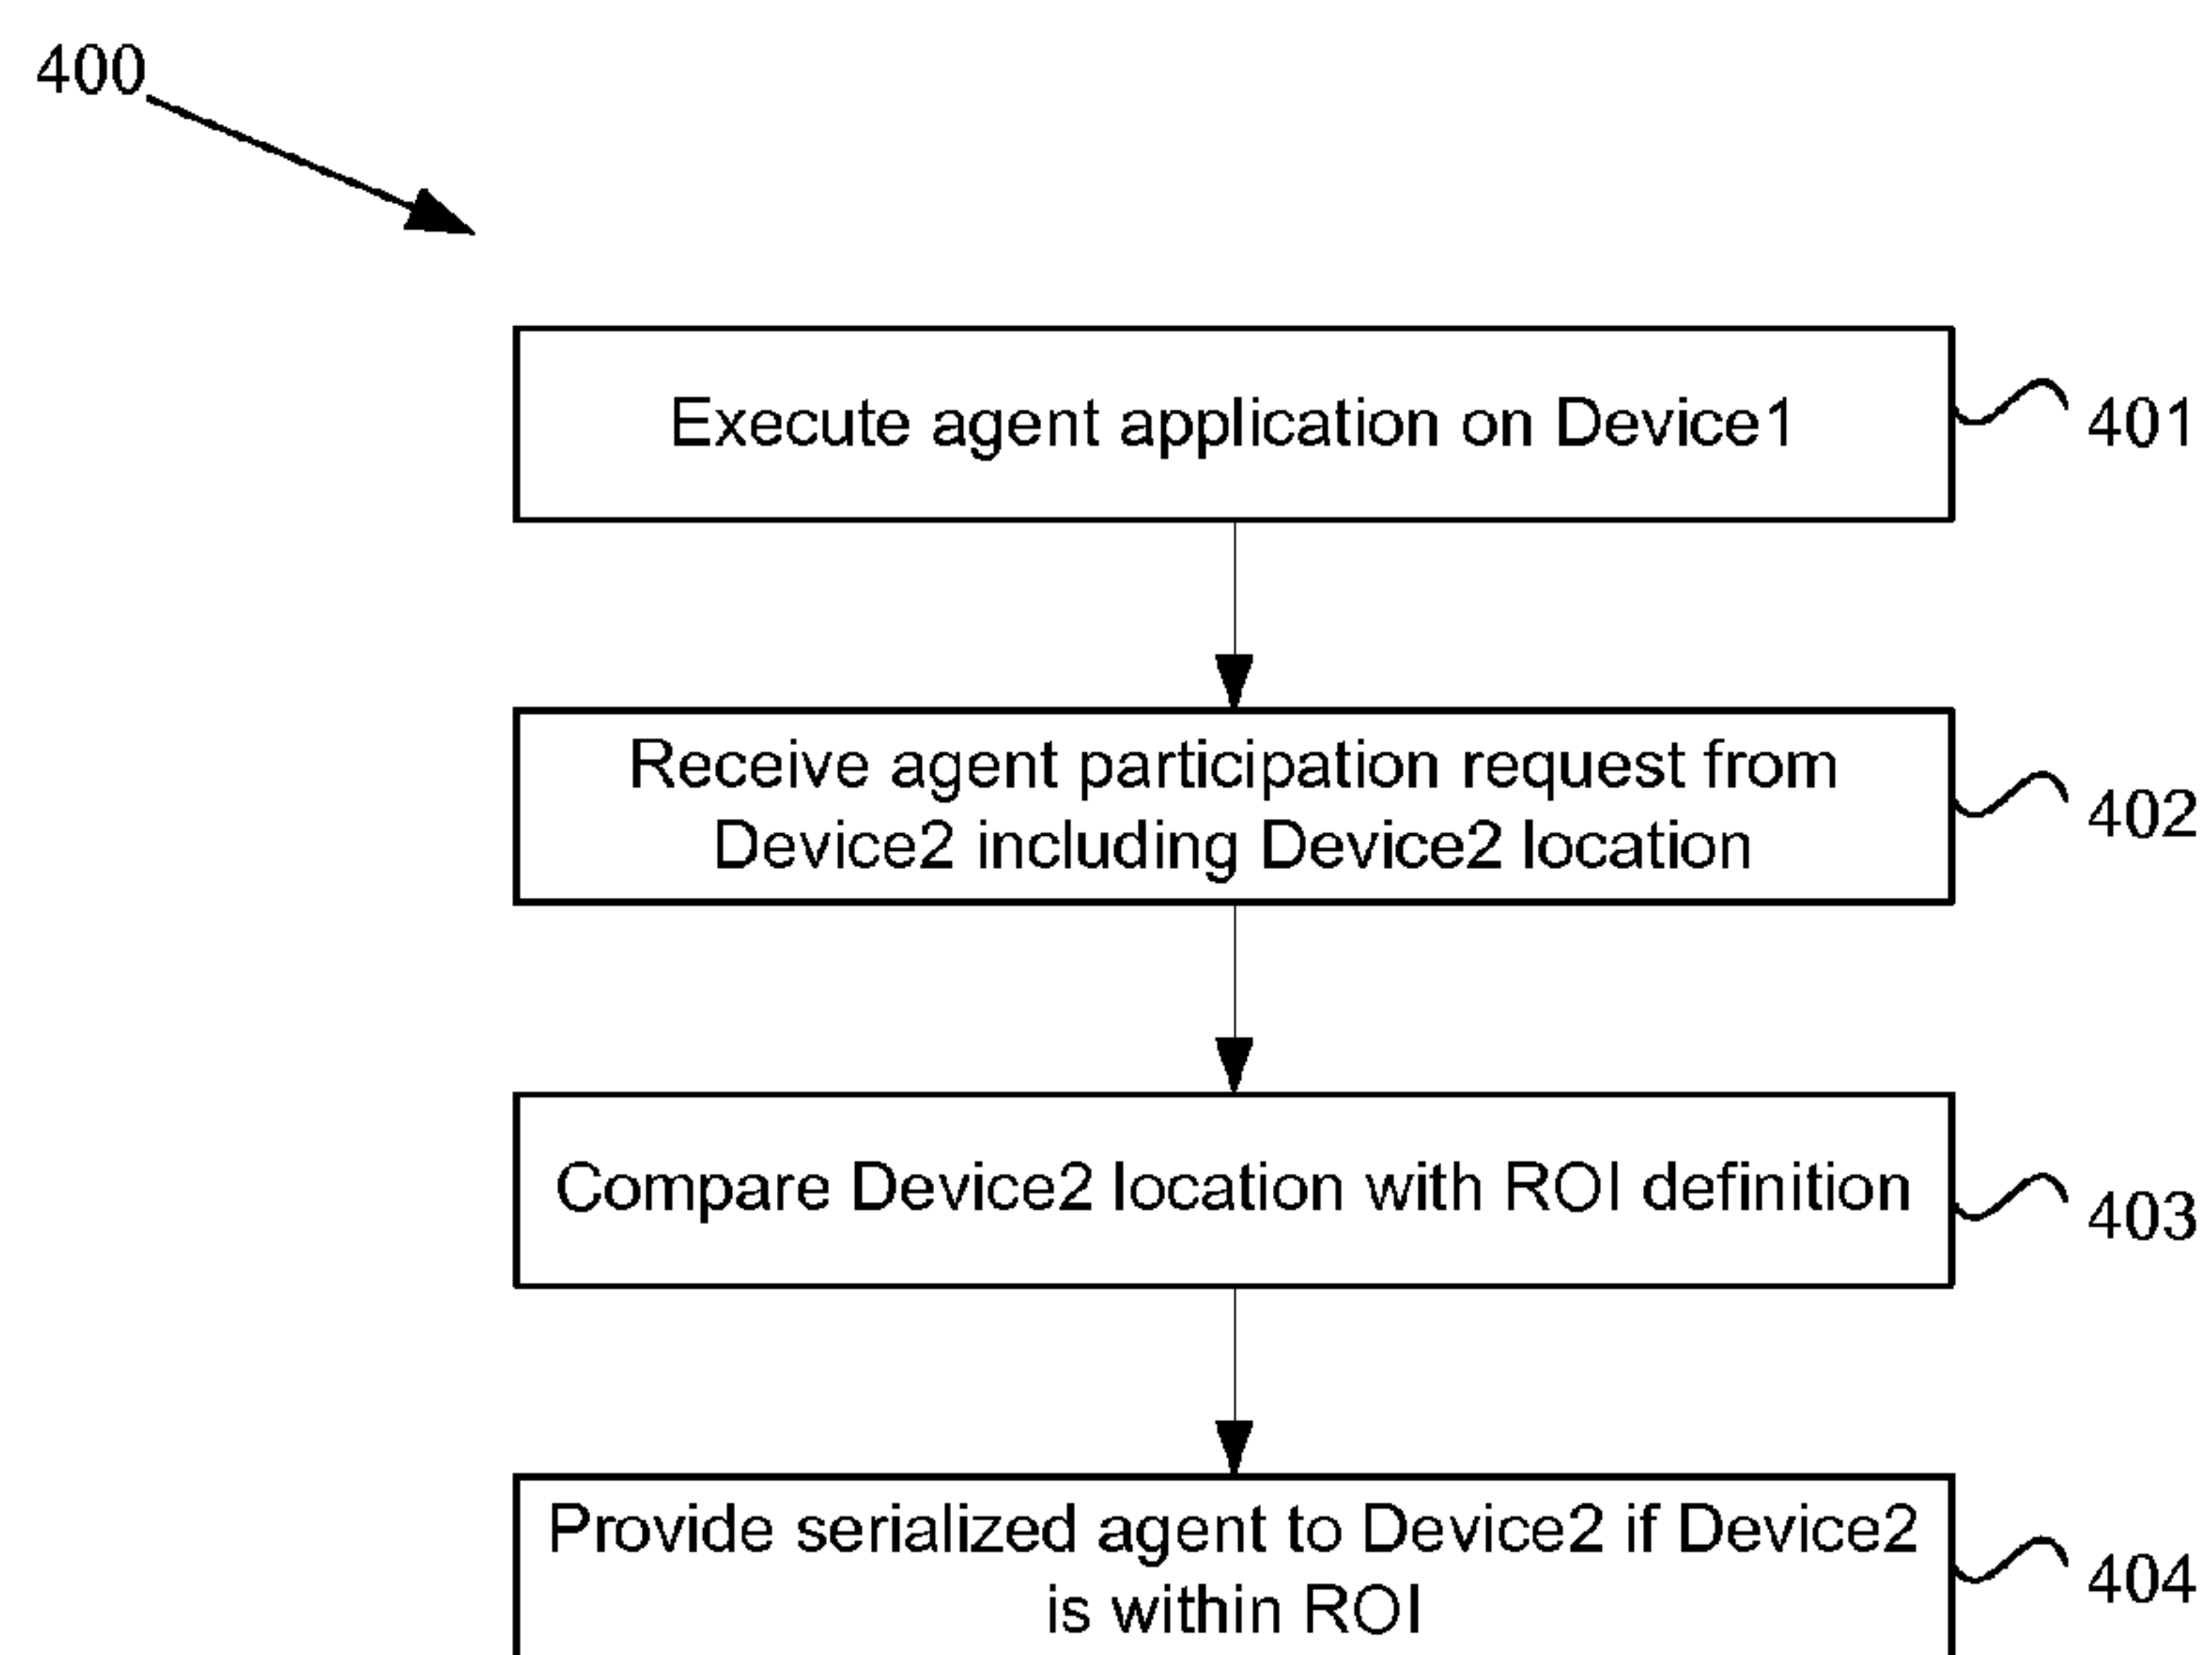 400
Execute agent application on Device1
401
Receive agent participation request from
Device2 including Device2 location
402
Compare Device2 location with ROI definition
403
Provide serialized agent to Device2 if Device2
is within ROI
404